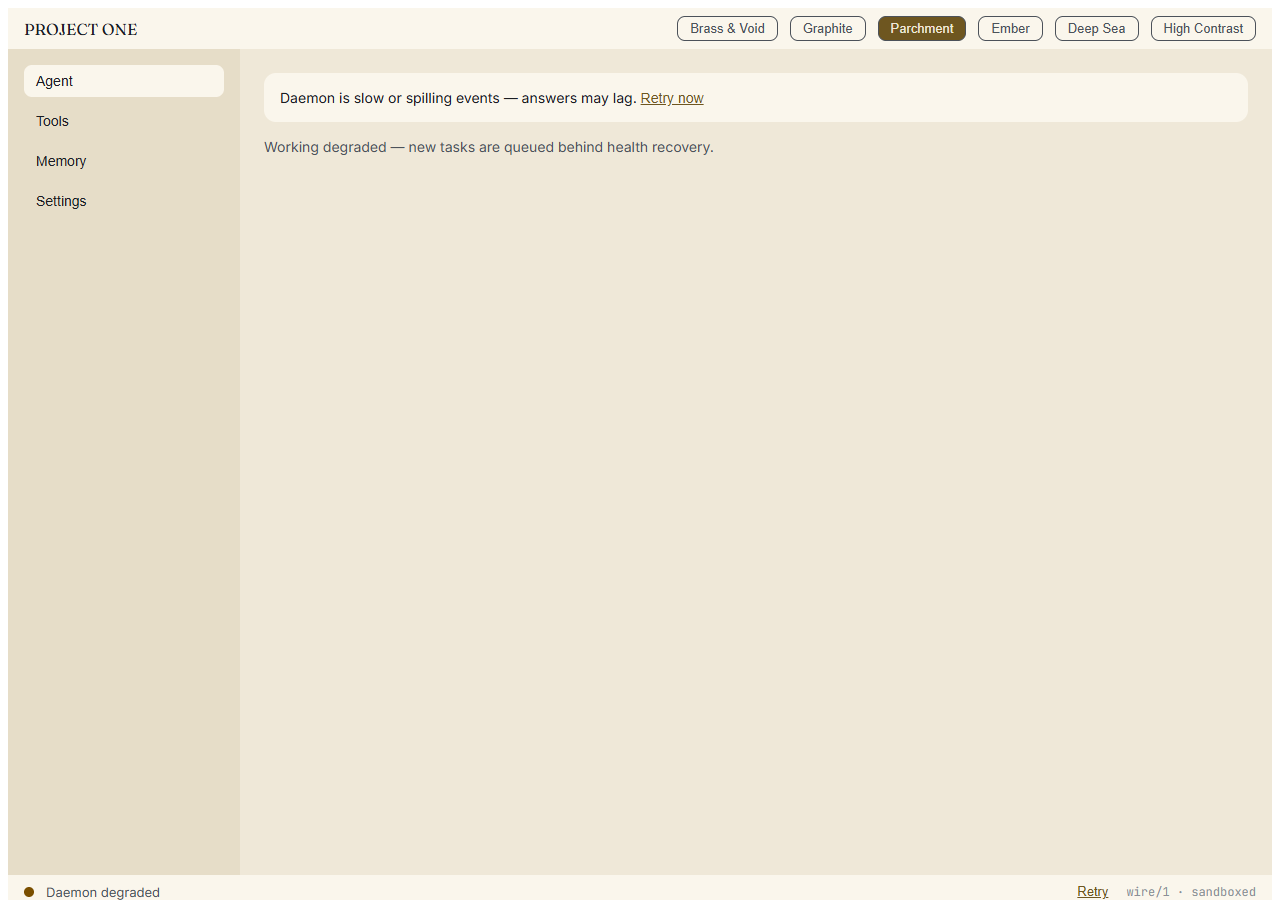 PROJECT ONE
Brass & Void
Graphite
Parchment
Ember
Deep Sea
High Contrast
Agent
Tools
Memory
Settings
Daemon is slow or spilling events — answers may lag. Retry now
Working degraded — new tasks are queued behind health recovery.
Daemon degraded
Retry
wire/1 · sandboxed